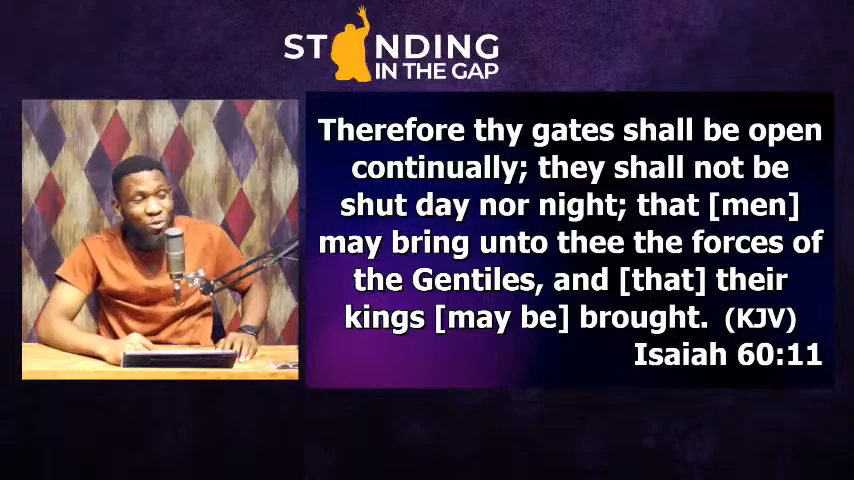 STANDING
IN THE GAP
Therefore thy gates shall be open
continually; they shall not be
shut day nor night; that [men]
may bring unto thee the forces of
the Gentiles, and [that] their
kings [may be] brought. (KJV)
Isaiah 60:11